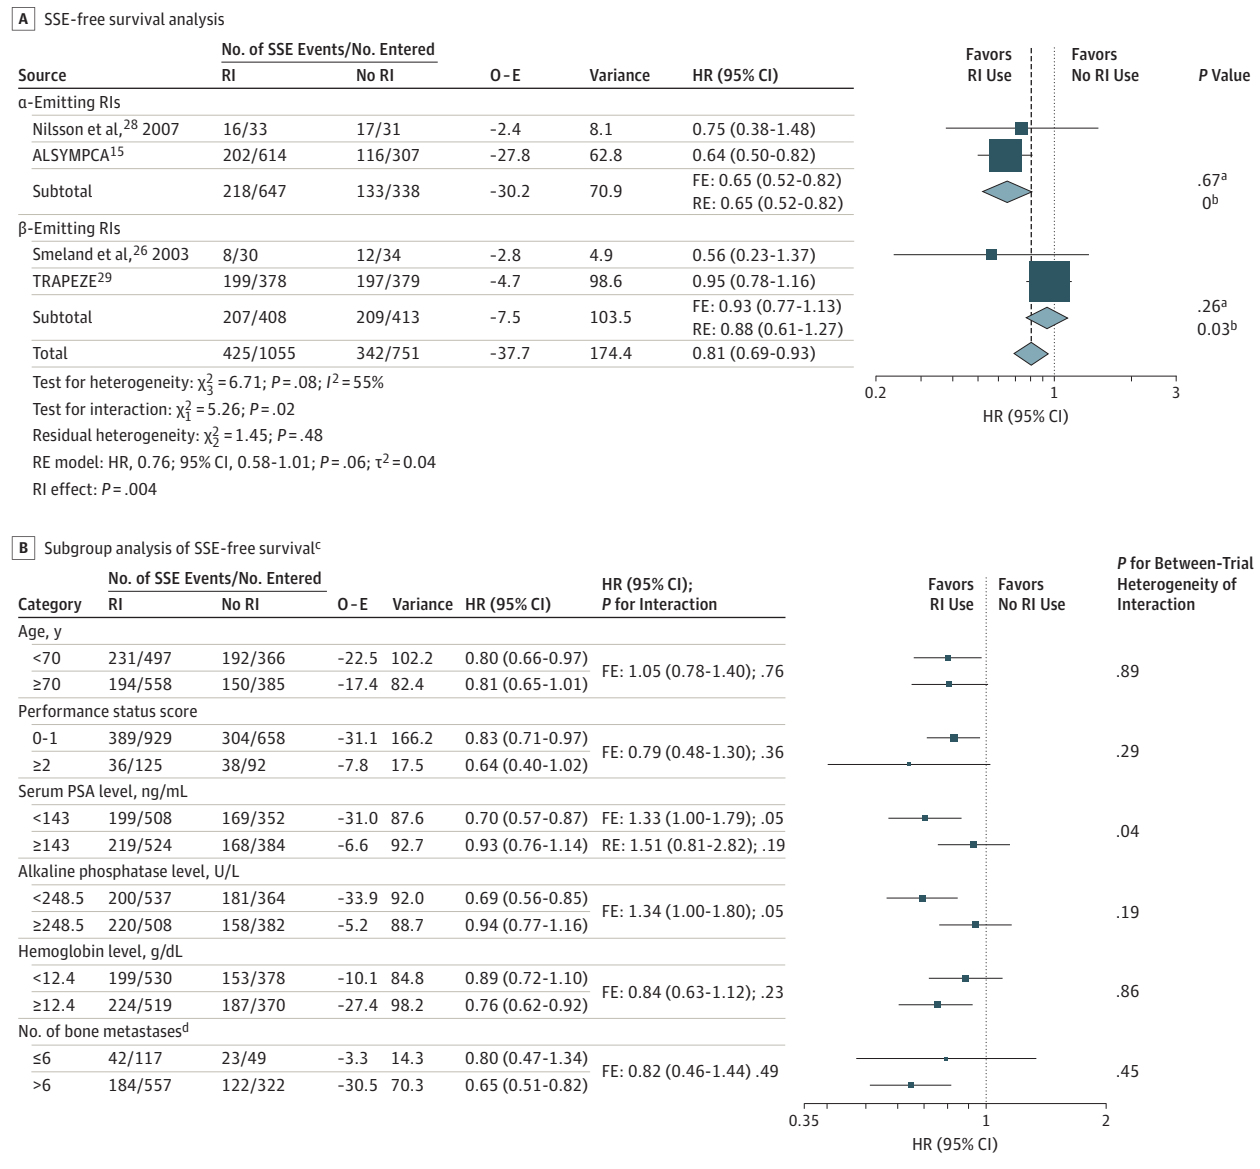 A SSE-free survival analysis
No. of SSE Events/No. Entered
Favors RI Use Favors No RI Use
Source RI No RI O – E Variance HR (95% CI) P Value
α-Emitting RIs
Nilsson et al,28 2007 16/33 17/31 -2.4 8.1 0.75 (0.38-1.48)
ALSYMPCA15 202/614 116/307 -27.8 62.8 0.64 (0.50-0.82)
Subtotal 218/647 133/338 -30.2 70.9 FE: 0.65 (0.52-0.82) .67a
RE: 0.65 (0.52-0.82) 0b
β-Emitting RIs
Smeland et al,26 2003 8/30 12/34 -2.8 4.9 0.56 (0.23-1.37)
TRAPEZE29 199/378 197/379 -4.7 98.6 0.95 (0.78-1.16)
Subtotal 207/408 209/413 -7.5 103.5 FE: 0.93 (0.77-1.13) .26a
RE: 0.88 (0.61-1.27) 0.03b
Total 425/1055 342/751 -37.7 174.4 0.81 (0.69-0.93)
Test for heterogeneity: χ²₃ = 6.71; P = .08; I² = 55%
0.2 1 3
Test for interaction: χ²₁ = 5.26; P = .02
HR (95% CI)
Residual heterogeneity: χ²₂ = 1.45; P = .48
RE model: HR, 0.76; 95% CI, 0.58-1.01; P = .06; τ² = 0.04
RI effect: P = .004
B Subgroup analysis of SSE-free survivalc
No. of SSE Events/No. Entered
HR (95% CI); P for Interaction
Favors RI Use Favors No RI Use
P for Between-Trial Heterogeneity of Interaction
Category RI No RI O – E Variance HR (95% CI)
Age, y
<70 231/497 192/366 -22.5 102.2 0.80 (0.66-0.97)
FE: 1.05 (0.78-1.40); .76 .89
≥70 194/558 150/385 -17.4 82.4 0.81 (0.65-1.01)
Performance status score
0-1 389/929 304/658 -31.1 166.2 0.83 (0.71-0.97)
FE: 0.79 (0.48-1.30); .36 .29
≥2 36/125 38/92 -7.8 17.5 0.64 (0.40-1.02)
Serum PSA level, ng/mL
<143 199/508 169/352 -31.0 87.6 0.70 (0.57-0.87) FE: 1.33 (1.00-1.79); .05
.04
≥143 219/524 168/384 -6.6 92.7 0.93 (0.76-1.14) RE: 1.51 (0.81-2.82); .19
Alkaline phosphatase level, U/L
<248.5 200/537 181/364 -33.9 92.0 0.69 (0.56-0.85)
FE: 1.34 (1.00-1.80); .05 .19
≥248.5 220/508 158/382 -5.2 88.7 0.94 (0.77-1.16)
Hemoglobin level, g/dL
<12.4 199/530 153/378 -10.1 84.8 0.89 (0.72-1.10)
FE: 0.84 (0.63-1.12); .23 .86
≥12.4 224/519 187/370 -27.4 98.2 0.76 (0.62-0.92)
No. of bone metastasesd
≤6 42/117 23/49 -3.3 14.3 0.80 (0.47-1.34)
FE: 0.82 (0.46-1.44) .49 .45
>6 184/557 122/322 -30.5 70.3 0.65 (0.51-0.82)
0.35 1 2
HR (95% CI)